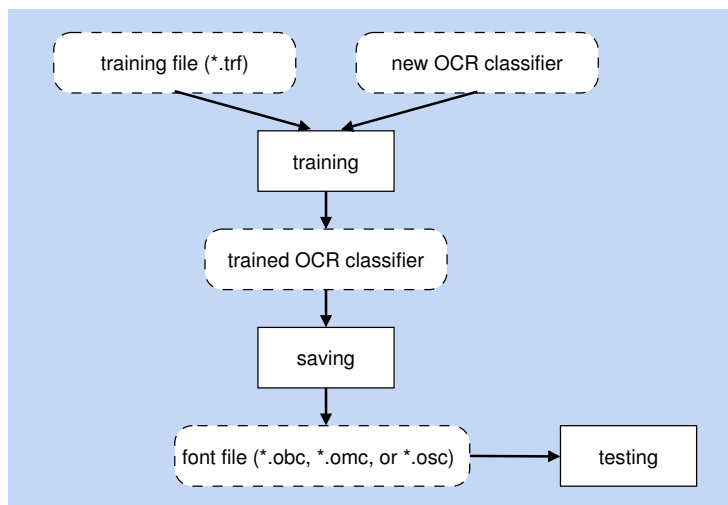 training file (*.trf)
new OCR classifier
training
trained OCR classifier
saving
font file (*.obc, *.omc, or *.osc)
testing